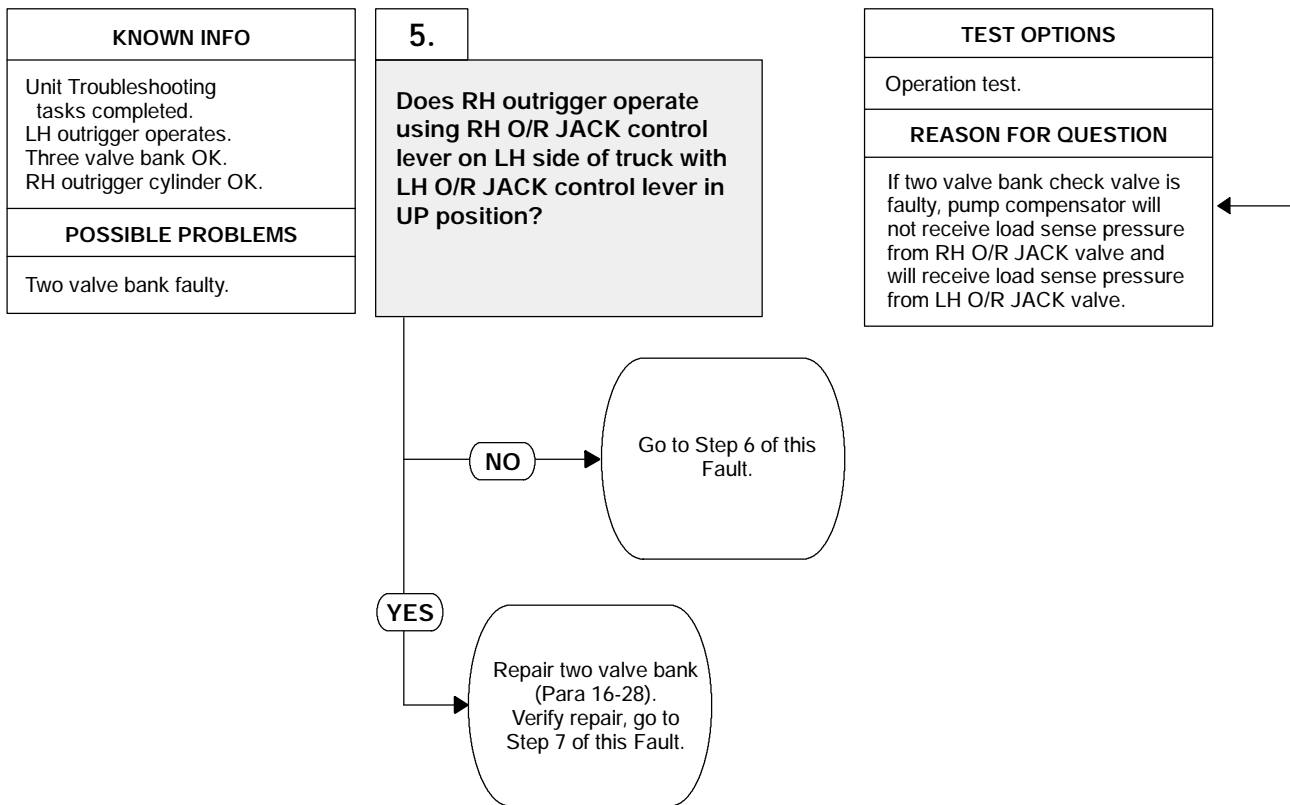 KNOWN INFO
Unit Troubleshooting
tasks completed.
LH outrigger operates.
Three valve bank OK.
RH outrigger cylinder OK.
POSSIBLE PROBLEMS
Two valve bank faulty.
5.
Does RH outrigger operate
using RH O/R JACK control
lever on LH side of truck with
LH O/R JACK control lever in
UP position?
TEST OPTIONS
Operation test.
REASON FOR QUESTION
If two valve bank check valve is
faulty, pump compensator will
not receive load sense pressure
from RH O/R JACK valve and
will receive load sense pressure
from LH O/R JACK valve.
NO
Go to Step 6 of this
Fault.
YES
Repair two valve bank
(Para 16-28).
Verify repair, go to
Step 7 of this Fault.